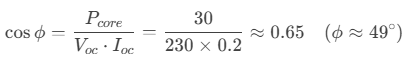 cos ϕ = P_core / (V_oc · I_oc) = 30 / (230 × 0.2) ≈ 0.65 (ϕ ≈ 49°)